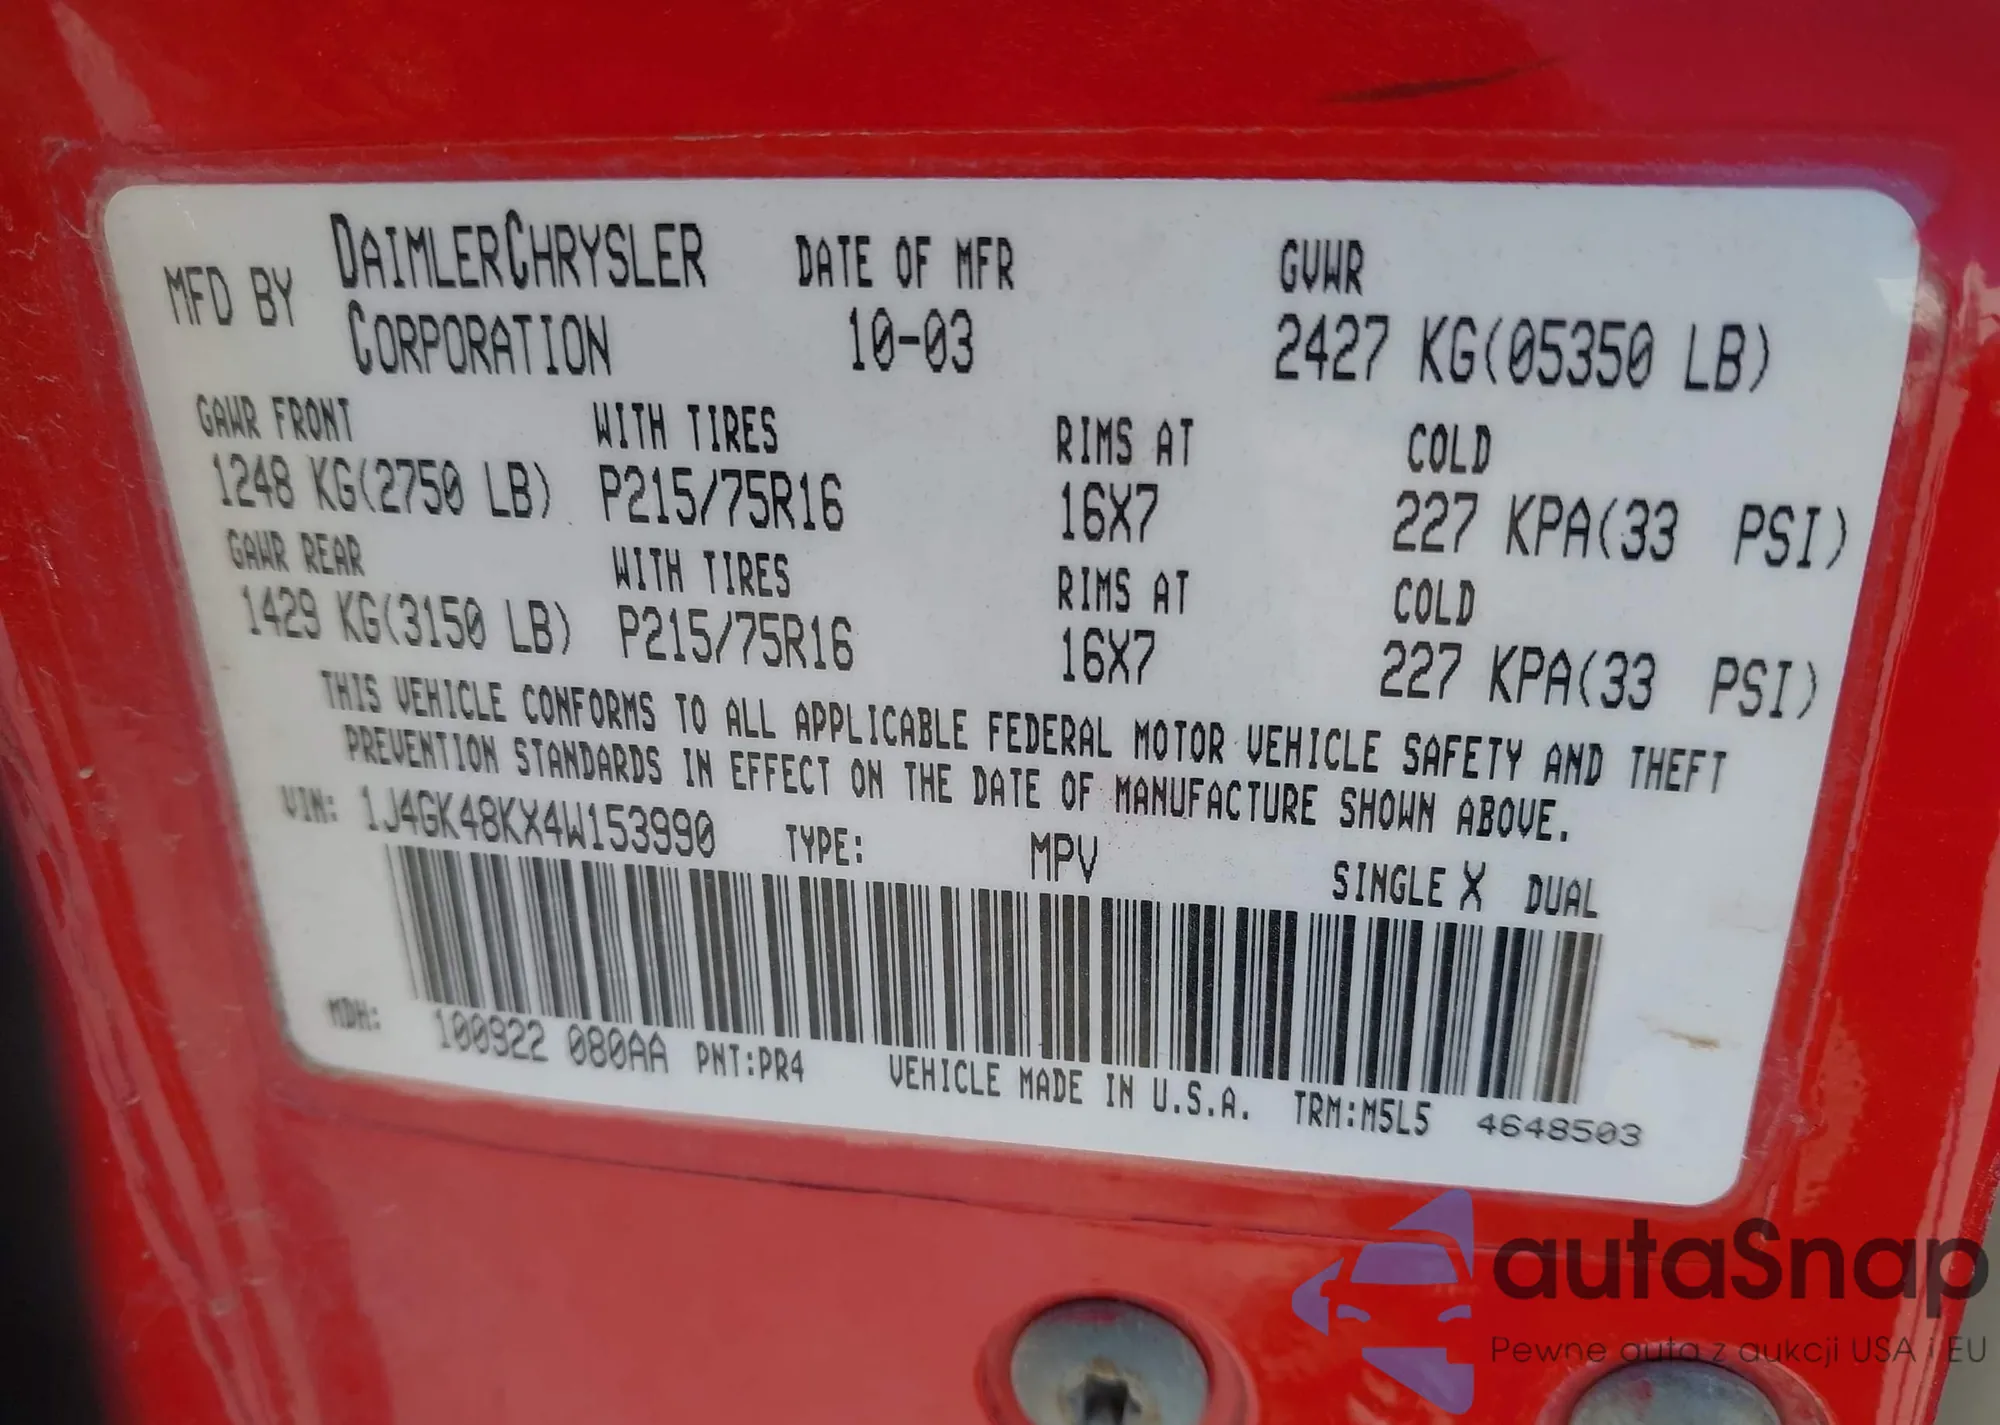 MFD BY DAIMLERCHRYSLER CORPORATION DATE OF MFR 10-03 GVWR 2427 KG(05350 LB)
GAWR FRONT WITH TIRES RIMS AT COLD
1248 KG(2750 LB) P215/75R16 16X7 227 KPA(33 PSI)
GAWR REAR WITH TIRES RIMS AT COLD
1429 KG(3150 LB) P215/75R16 16X7 227 KPA(33 PSI)
THIS VEHICLE CONFORMS TO ALL APPLICABLE FEDERAL MOTOR VEHICLE SAFETY AND THEFT
PREVENTION STANDARDS IN EFFECT ON THE DATE OF MANUFACTURE SHOWN ABOVE.
VIN: 1J4GK48KX4W153990 TYPE: MPV SINGLE X DUAL
MDH: 100922 080AA PNT:PR4 VEHICLE MADE IN U.S.A. TRM:M5L5 4648503
autaSnap
Pewne auta z aukcji USA i EU